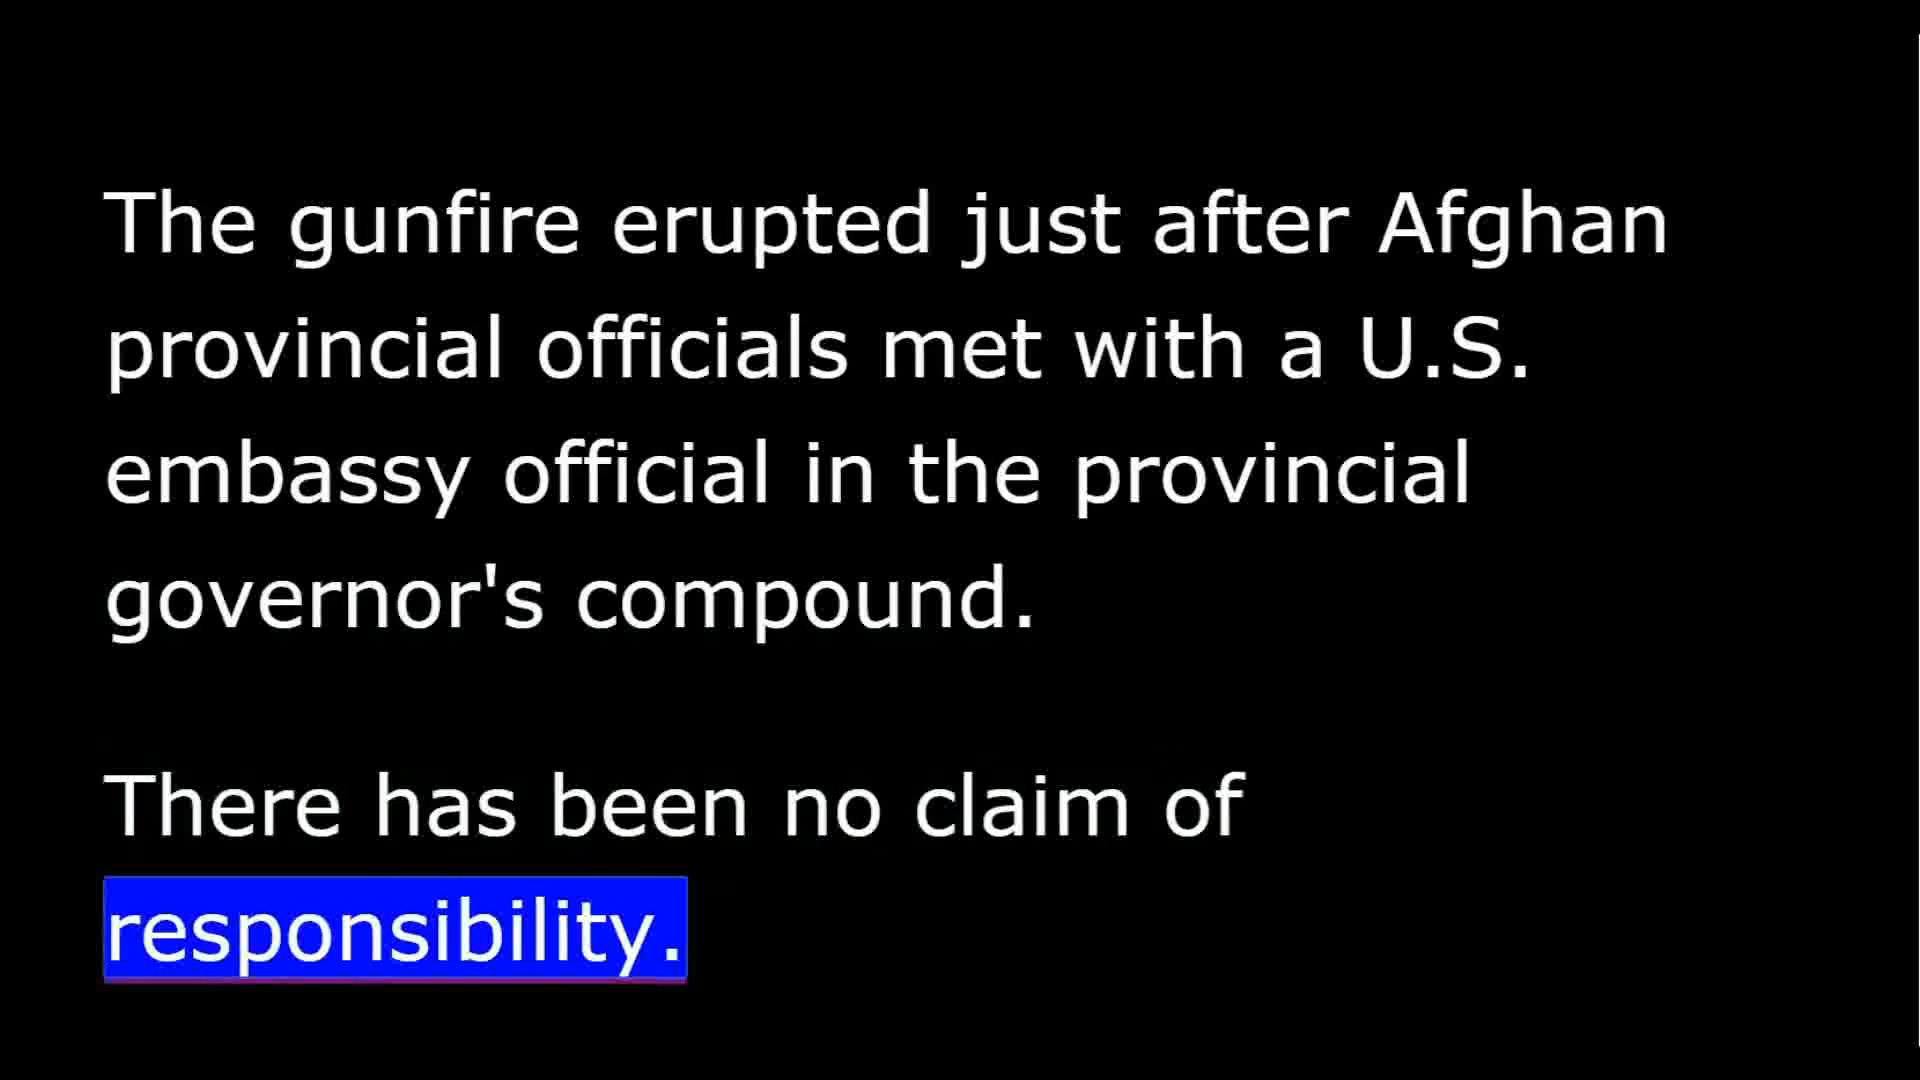 The gunfire erupted just after Afghan
provincial officials met with a U.S.
embassy official in the provincial
governor's compound.
There has been no claim of
responsibility.